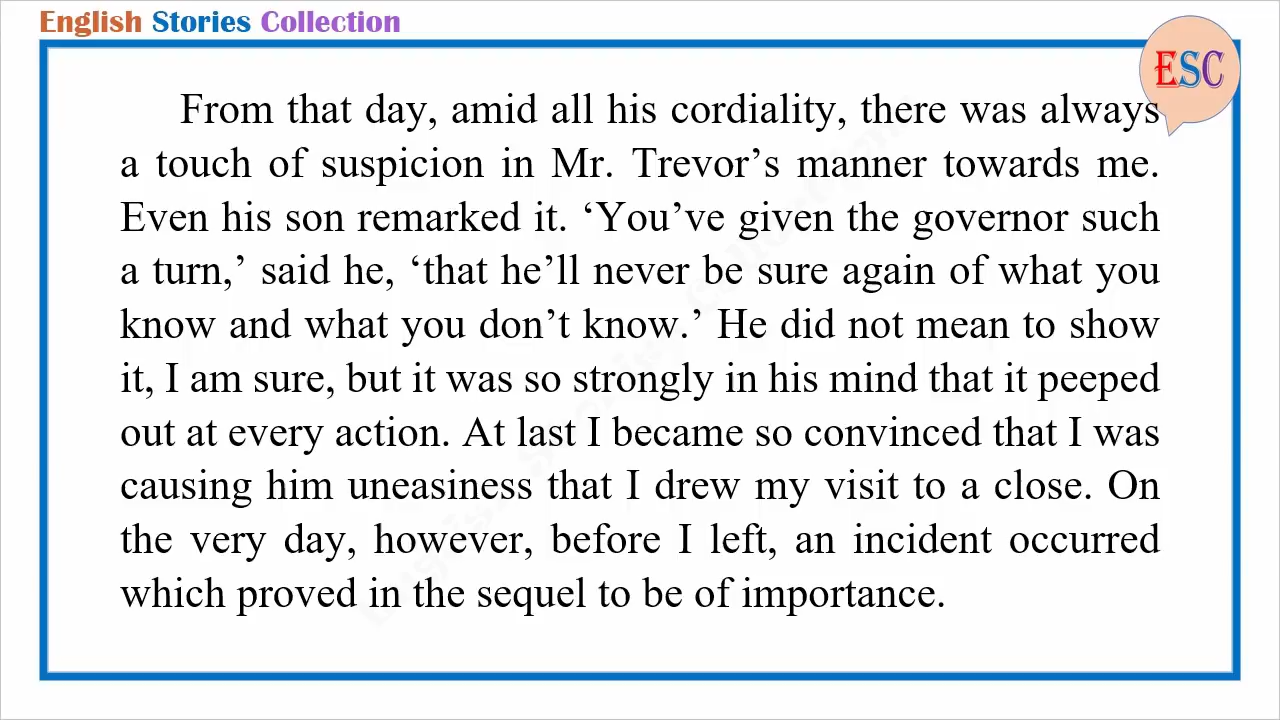 English Stories Collection
ESC
From that day, amid all his cordiality, there was always
a touch of suspicion in Mr. Trevor’s manner towards me.
Even his son remarked it. ‘You’ve given the governor such
a turn,’ said he, ‘that he’ll never be sure again of what you
know and what you don’t know.’ He did not mean to show
it, I am sure, but it was so strongly in his mind that it peeped
out at every action. At last I became so convinced that I was
causing him uneasiness that I drew my visit to a close. On
the very day, however, before I left, an incident occurred
which proved in the sequel to be of importance.